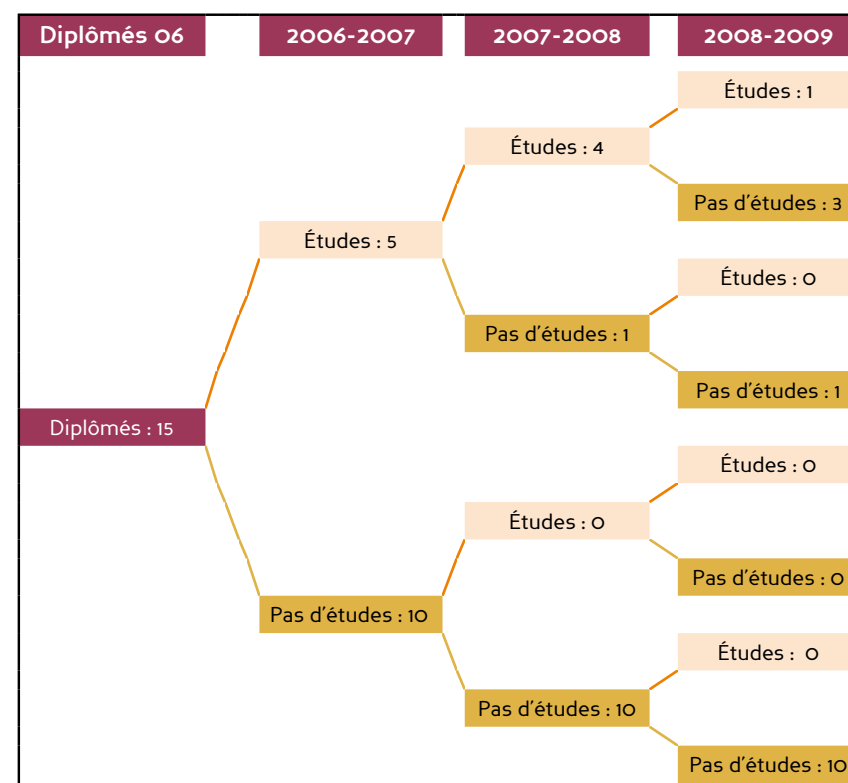 Diplômés 06
2006-2007
2007-2008
2008-2009
Études : 1
Études : 4
Pas d'études : 3
Études : 5
Études : 0
Pas d'études : 1
Pas d'études : 1
Diplômés : 15
Études : 0
Études : 0
Pas d'études : 0
Pas d'études : 10
Études : 0
Pas d'études : 10
Pas d'études : 10